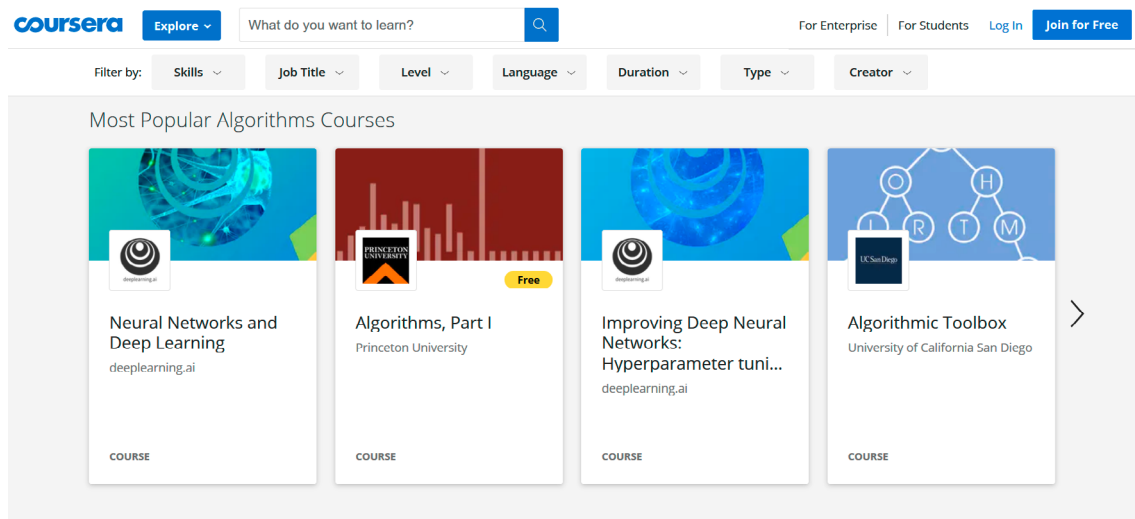 coursera Explore What do you want to learn? For Enterprise For Students Log In Join for Free
Filter by: Skills Job Title Level Language Duration Type Creator
Most Popular Algorithms Courses
deeplearning.ai
Neural Networks and
Deep Learning
deeplearning.ai
COURSE
PRINCETON
UNIVERSITY
Free
Algorithms, Part I
Princeton University
COURSE
deeplearning.ai
Improving Deep Neural
Networks:
Hyperparameter tuni...
deeplearning.ai
COURSE
O H
I R T M
UC San Diego
Algorithmic Toolbox
University of California San Diego
COURSE